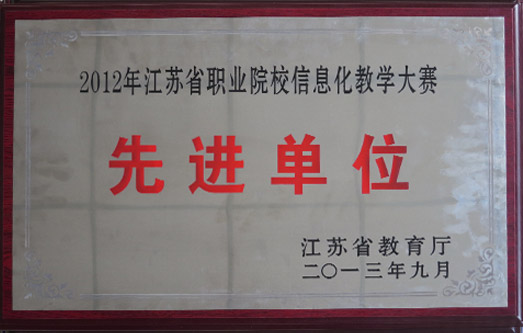 2012年江苏省职业院校信息化教学大赛
先进单位
江苏省教育厅
二〇一三年九月